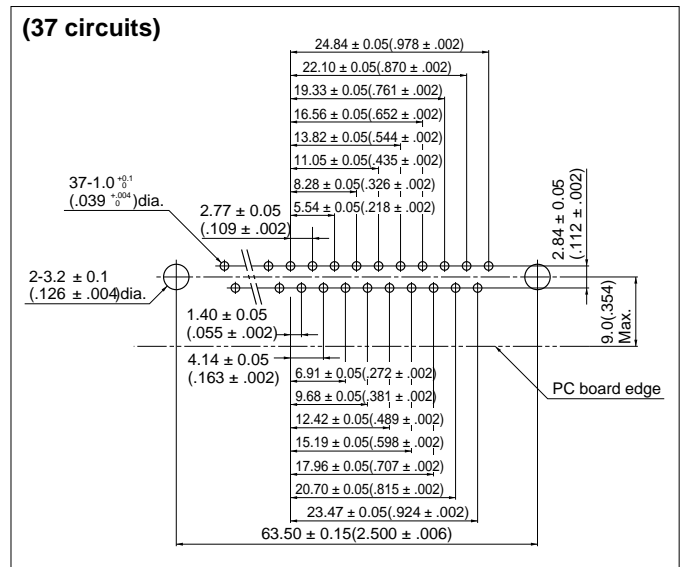 (37 circuits)
24.84 ± 0.05(.978 ± .002)
22.10 ± 0.05(.870 ± .002)
19.33 ± 0.05(.761 ± .002)
16.56 ± 0.05(.652 ± .002)
13.82 ± 0.05(.544 ± .002)
11.05 ± 0.05(.435 ± .002)
8.28 ± 0.05(.326 ± .002)
5.54 ± 0.05(.218 ± .002)
37-1.0 +0.1 0
(.039 +.004 0)dia.
2.77 ± 0.05
(.109 ± .002)
2.84 ± 0.05
(.112 ± .002)
2-3.2 ± 0.1
(.126 ± .004)dia.
9.0(.354)
Max.
1.40 ± 0.05
(.055 ± .002)
4.14 ± 0.05
(.163 ± .002)
PC board edge
6.91 ± 0.05(.272 ± .002)
9.68 ± 0.05(.381 ± .002)
12.42 ± 0.05(.489 ± .002)
15.19 ± 0.05(.598 ± .002)
17.96 ± 0.05(.707 ± .002)
20.70 ± 0.05(.815 ± .002)
23.47 ± 0.05(.924 ± .002)
63.50 ± 0.15(2.500 ± .006)